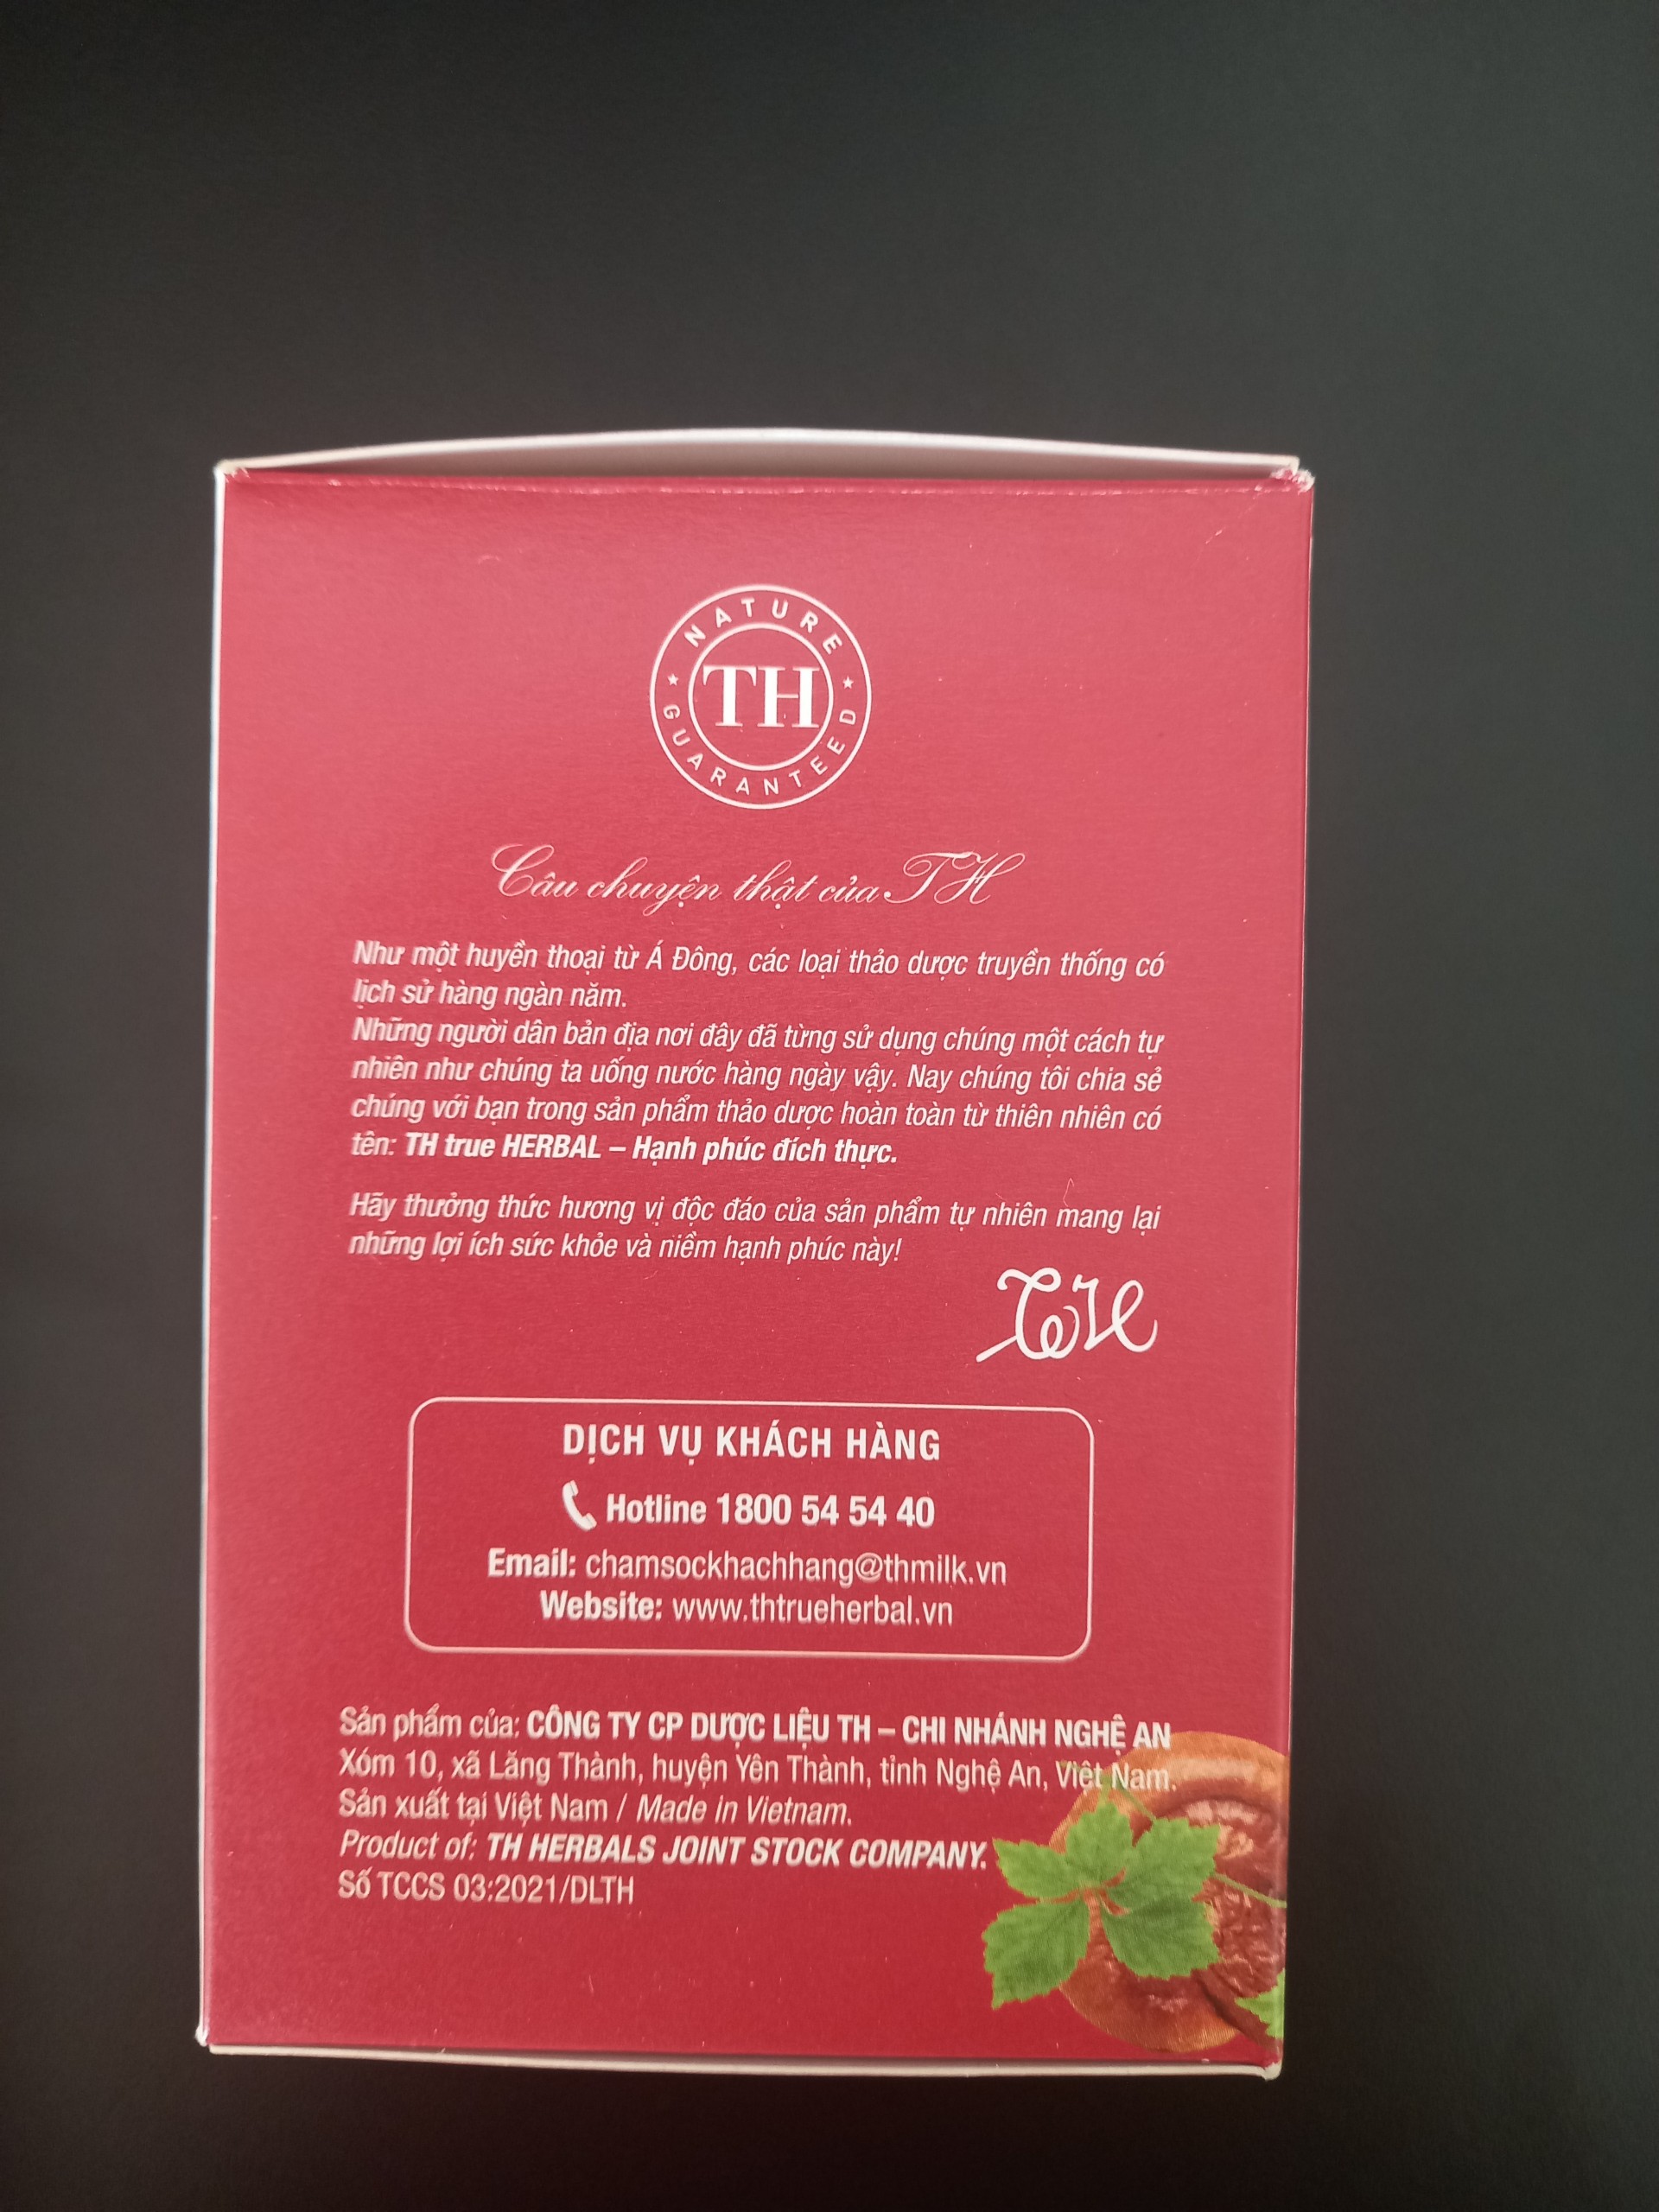 NATURE
TH
GUARANTEED
Câu chuyện thật của TH
Như một huyền thoại từ Á Đông, các loại thảo dược truyền thống có
lịch sử hàng ngàn năm.
Những người dân bản địa nơi đây đã từng sử dụng chúng một cách tự
nhiên như chúng ta uống nước hàng ngày vậy. Nay chúng tôi chia sẻ
chúng với bạn trong sản phẩm thảo dược hoàn toàn từ thiên nhiên có
tên: TH true HERBAL – Hạnh phúc đích thực.
Hãy thưởng thức hương vị độc đáo của sản phẩm tự nhiên mang lại
những lợi ích sức khỏe và niềm hạnh phúc này!
DỊCH VỤ KHÁCH HÀNG
Hotline 1800 54 54 40
Email: chamsockhachhang@thmilk.vn
Website: www.thtrueherbal.vn
Sản phẩm của: CÔNG TY CP DƯỢC LIỆU TH – CHI NHÁNH NGHỆ AN
Xóm 10, xã Lăng Thành, huyện Yên Thành, tỉnh Nghệ An, Việt Nam.
Sản xuất tại Việt Nam / Made in Vietnam.
Product of: TH HERBALS JOINT STOCK COMPANY.
Số TCCS 03:2021/DLTH